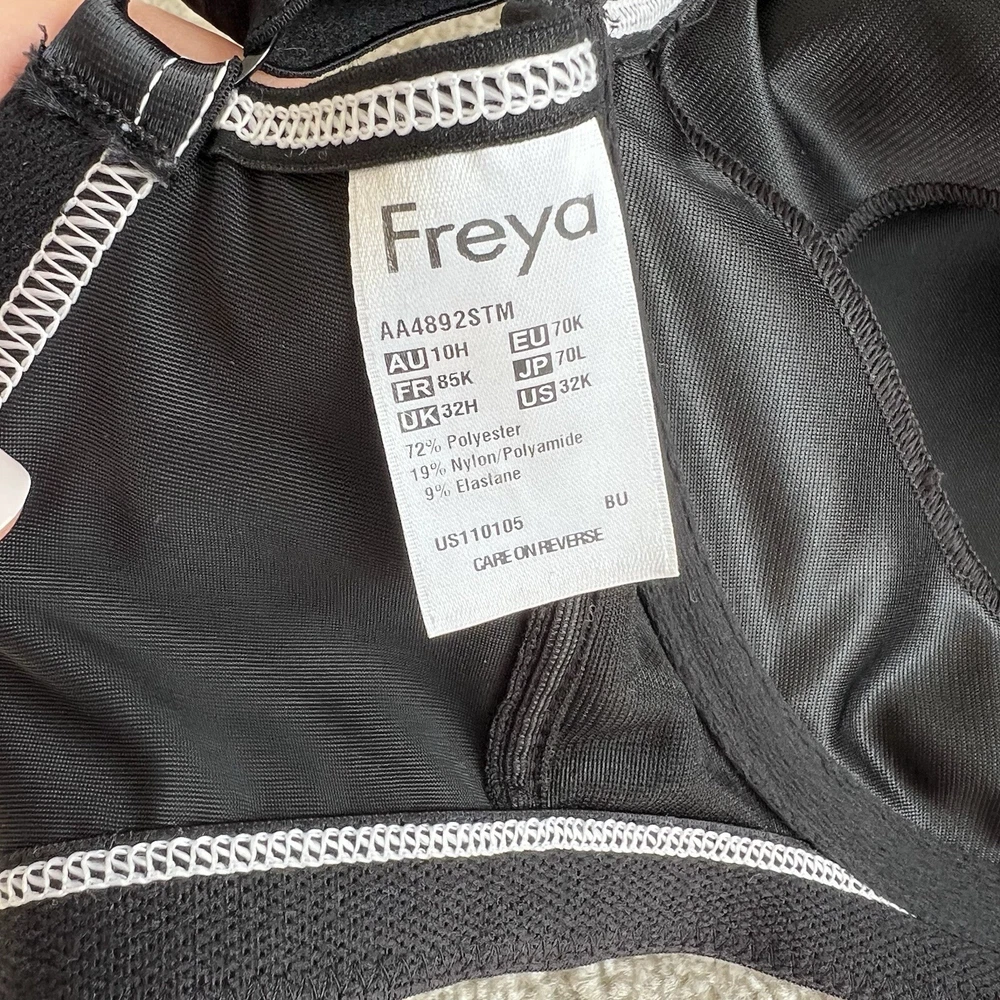 Freya
AA4892STM
AU 10H EU 70K
FR 85K JP 70L
UK 32H US 32K
72% Polyester
19% Nylon/Polyamide
9% Elastane
BU
US110105
CARE ON REVERSE